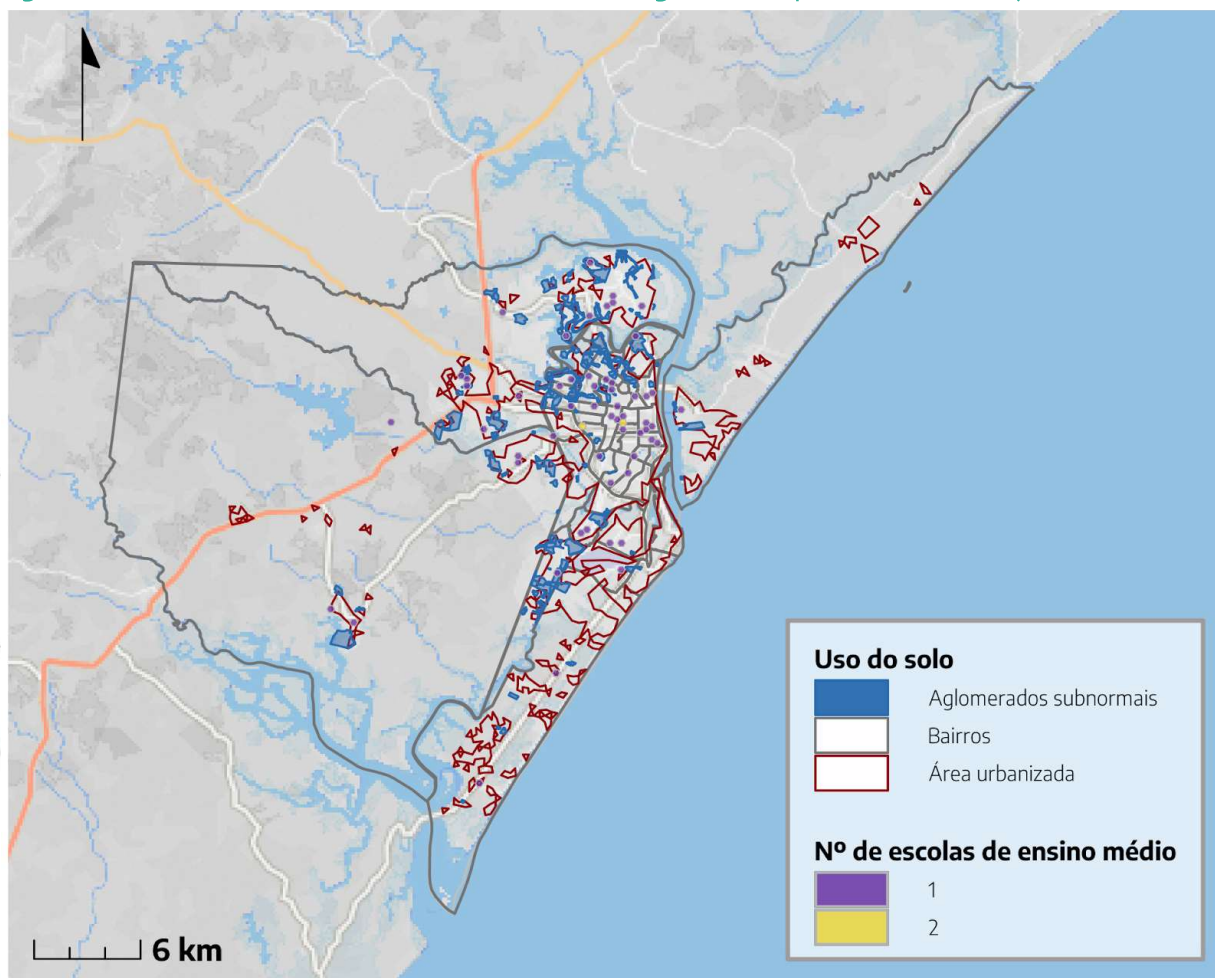 Uso do solo
Aglomerados subnormais
Bairros
Área urbanizada
Nº de escolas de ensino médio
1
2
6 km